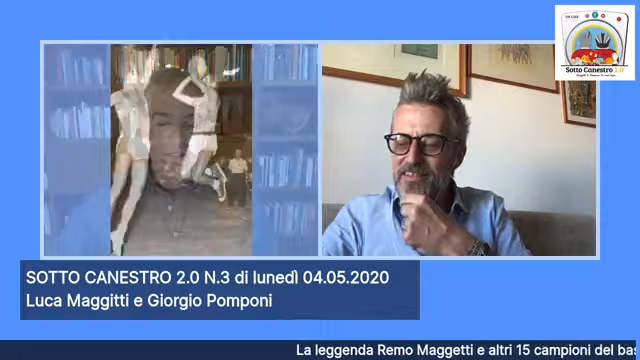 Sotto Canestro 2.0
SOTTO CANESTRO 2.0 N.3 di lunedì 04.05.2020
Luca Maggitti e Giorgio Pomponi
La leggenda Remo Maggetti e altri 15 campioni del bas